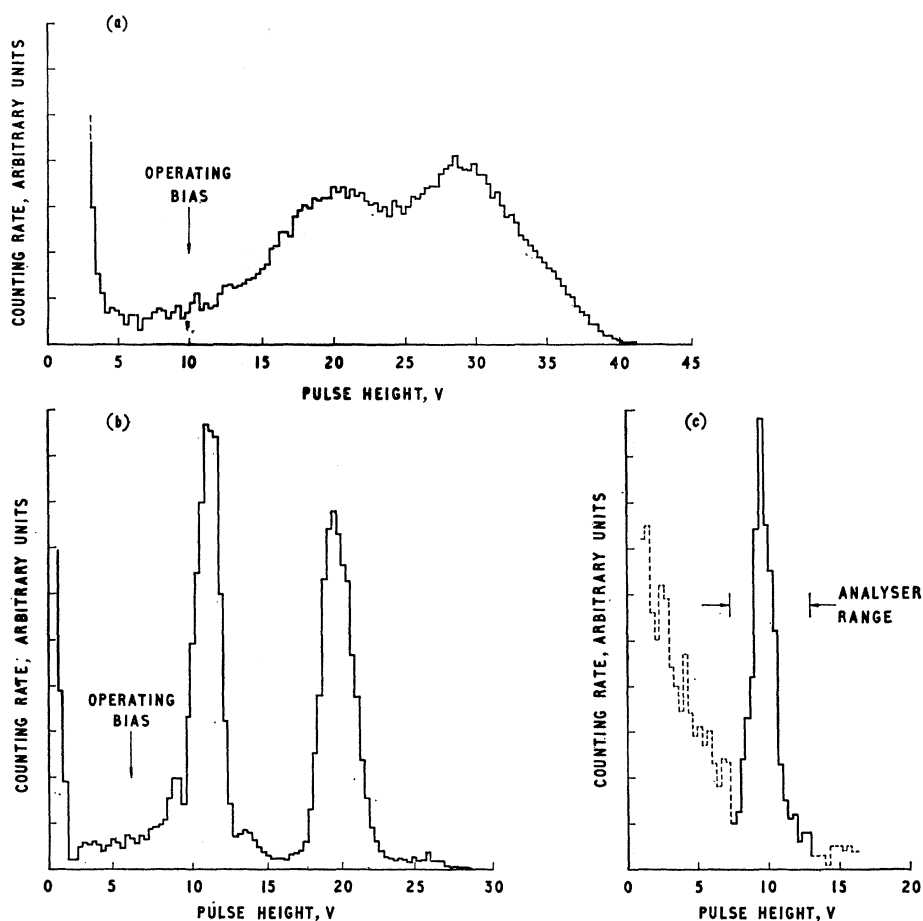 (a)
COUNTING RATE, ARBITRARY UNITS
OPERATING
BIAS
0 5 10 15 20 25 30 35 40 45
PULSE HEIGHT, V
(b)
COUNTING RATE, ARBITRARY UNITS
OPERATING
BIAS
0 5 10 15 20 25 30
PULSE HEIGHT, V
(c)
COUNTING RATE, ARBITRARY UNITS
ANALYSER
RANGE
0 5 10 15 20
PULSE HEIGHT, V